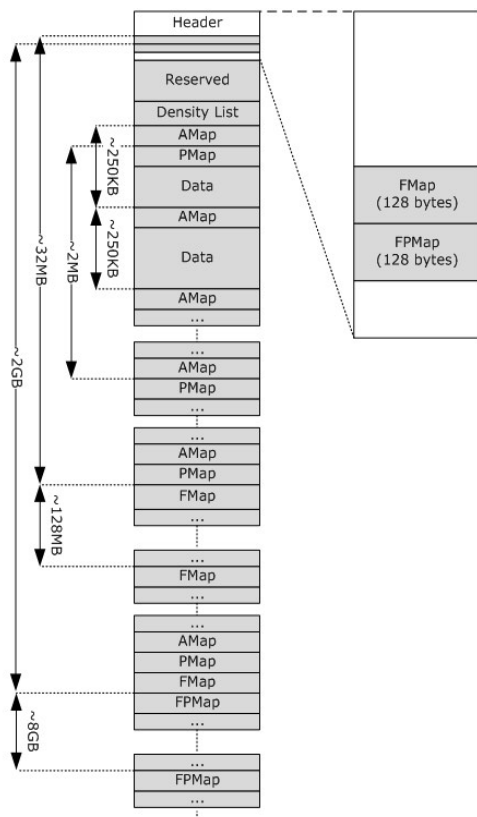 Header
Reserved
Density List
AMap
PMap
Data
AMap
Data
AMap
...
...
AMap
PMap
...
...
AMap
PMap
FMap
...
...
FMap
...
...
AMap
PMap
FMap
FPMap
...
...
FPMap
...
~250KB
~250KB
~2MB
~32MB
~2GB
~128MB
~8GB
FMap
(128 bytes)
FPMap
(128 bytes)